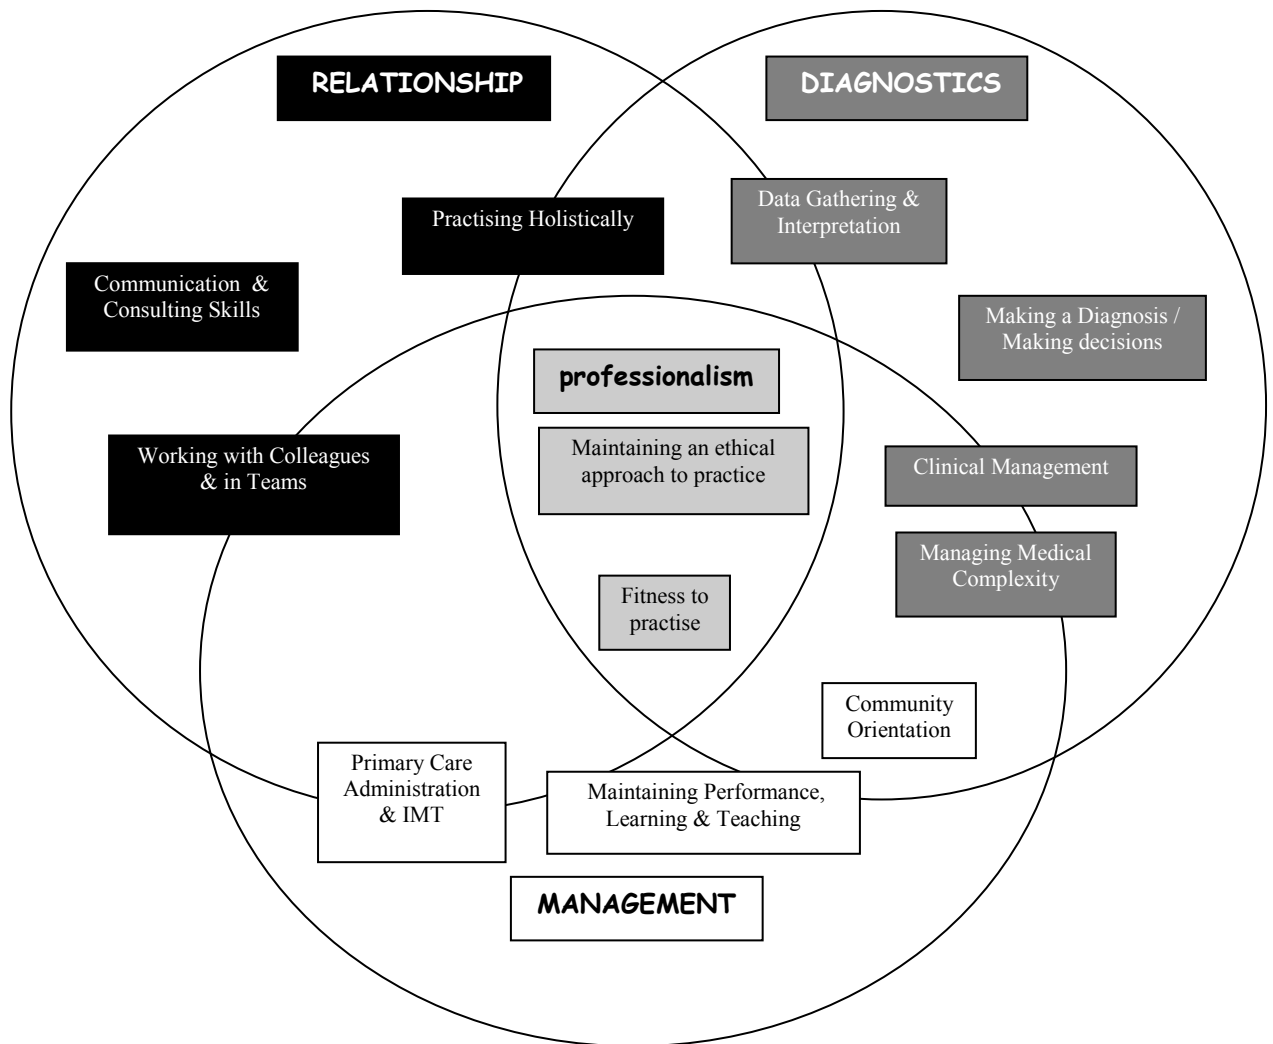 RELATIONSHIP
DIAGNOSTICS
Practising Holistically
Data Gathering &
Interpretation
Communication &
Consulting Skills
Making a Diagnosis /
Making decisions
professionalism
Working with Colleagues
& in Teams
Maintaining an ethical
approach to practice
Clinical Management
Managing Medical
Complexity
Fitness to
practise
Community
Orientation
Primary Care
Administration
& IMT
Maintaining Performance,
Learning & Teaching
MANAGEMENT